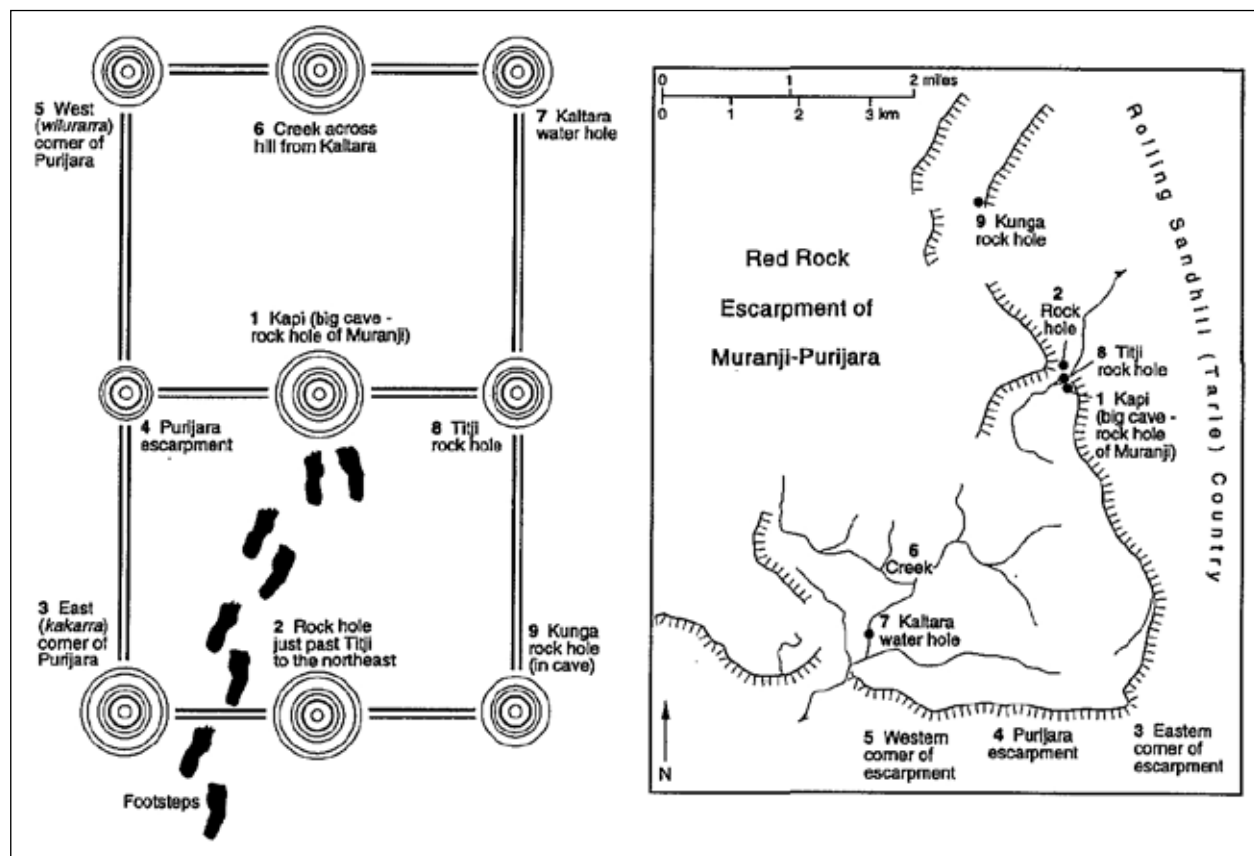 5 West
(wilurarra)
corner of
Purijara
6 Creek across
hill from Kaltara
7 Kaltara
water hole
1 Kapi (big cave -
rock hole of Muranji)
4 Purijara
escarpment
8 Titji
rock hole
3 East
(kakarra)
corner of
Purijara
2 Rock hole
just past Titji
to the northeast
9 Kunga
rock hole
(in cave)
Footsteps
0 1 2 miles
0 1 2 3 km
Rolling Sandhill (Tarle) Country
9 Kunga
rock hole
Red Rock
Escarpment of
Muranji-Purijara
2
Rock
hole
8 Titji
rock hole
1 Kapi
(big cave -
rock hole
of Muranji)
6
Creek
7 Kaltara
water hole
N
5 Western
corner of
escarpment
4 Purijara
escarpment
3 Eastern
corner of
escarpment